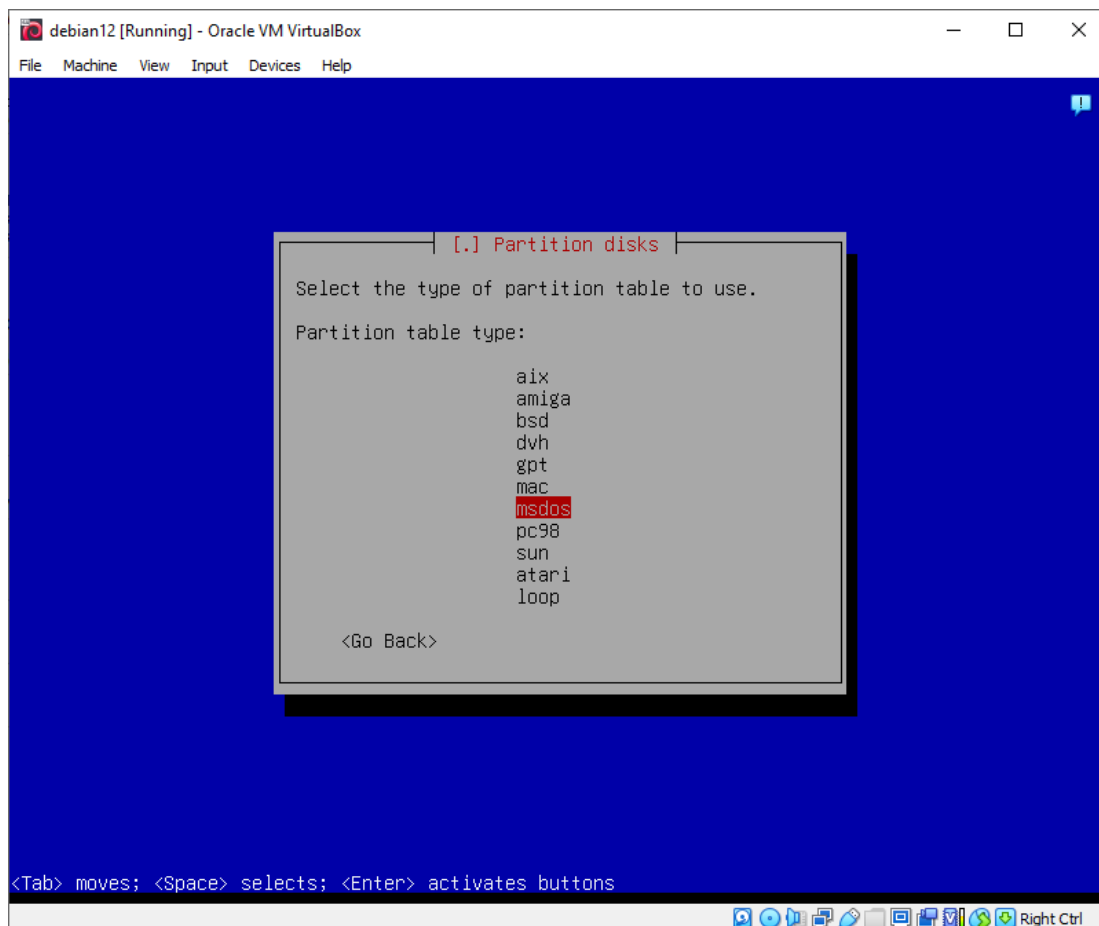 debian12 [Running] - Oracle VM VirtualBox
File Machine View Input Devices Help
[.] Partition disks
Select the type of partition table to use.
Partition table type:
aix
amiga
bsd
dvh
gpt
mac
msdos
pc98
sun
atari
loop
<Go Back>
<Tab> moves; <Space> selects; <Enter> activates buttons
Right Ctrl